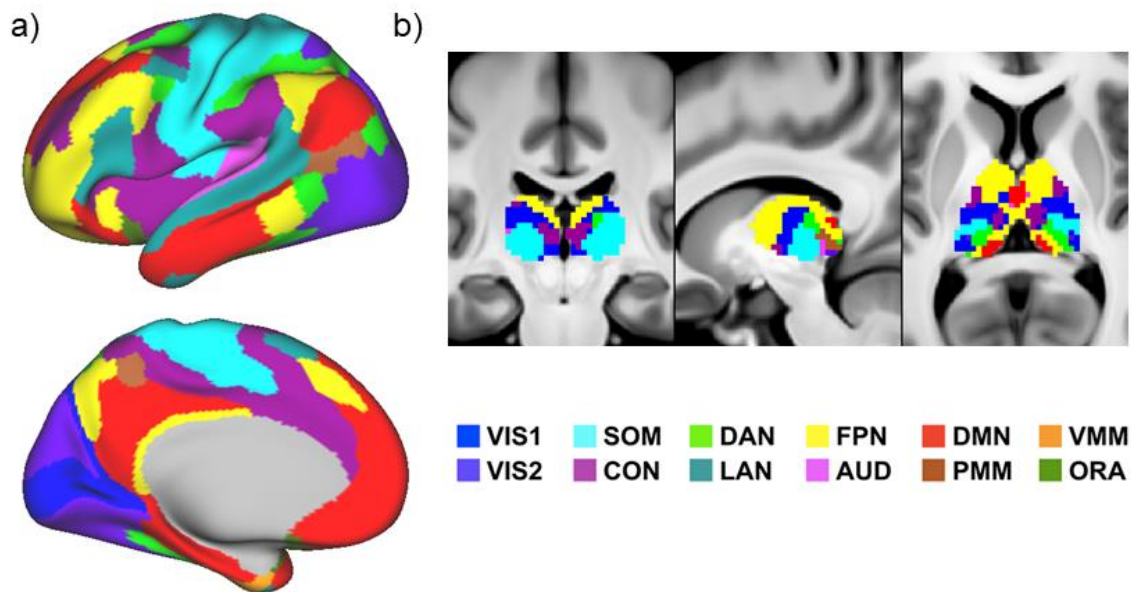 a)
b)
VIS1 SOM DAN FPN DMN VMM
VIS2 CON LAN AUD PMM ORA